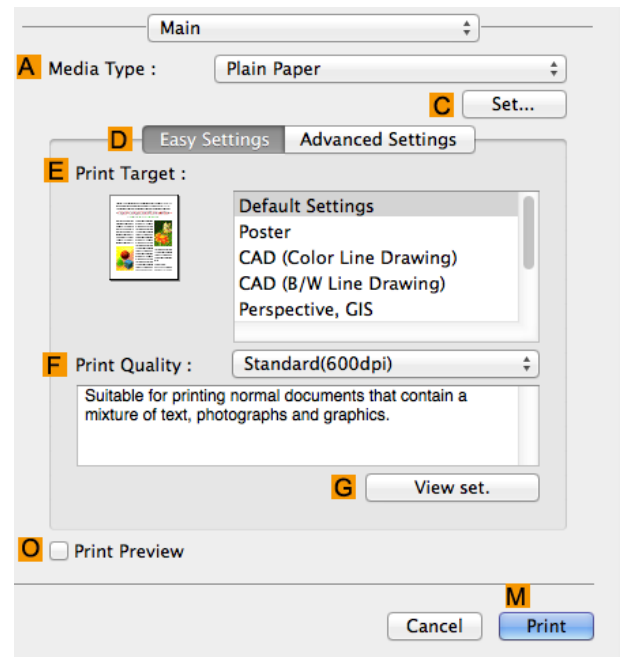 Main
A Media Type : Plain Paper
C Set...
D Easy Settings Advanced Settings
E Print Target :
Default Settings
Poster
CAD (Color Line Drawing)
CAD (B/W Line Drawing)
Perspective, GIS
F Print Quality : Standard(600dpi)
Suitable for printing normal documents that contain a
mixture of text, photographs and graphics.
G View set.
O Print Preview
M
Cancel Print